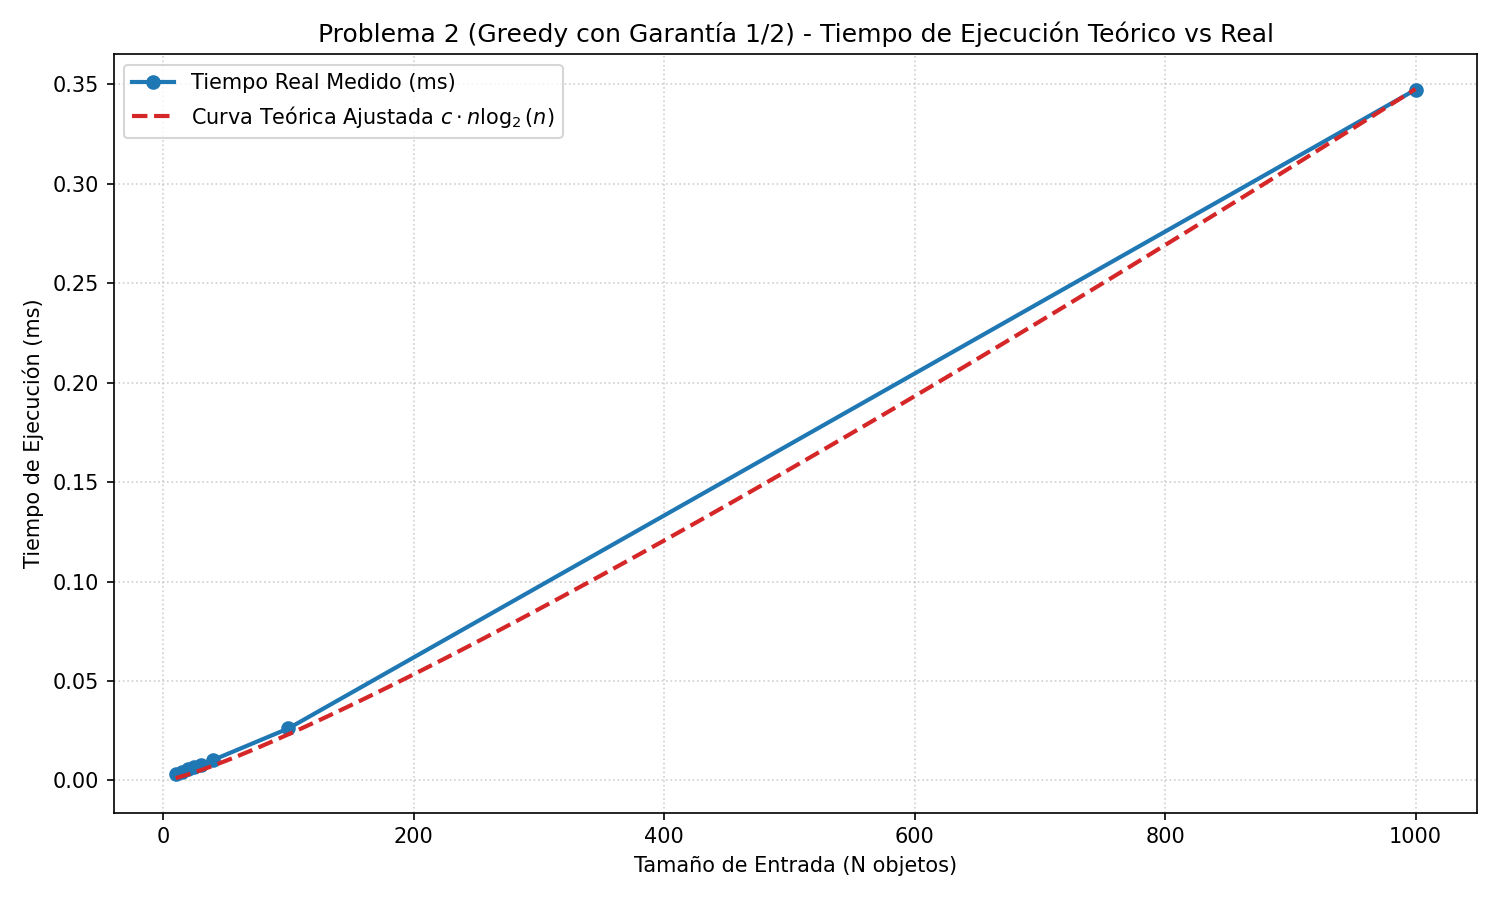 Problema 2 (Greedy con Garantía 1/2) - Tiempo de Ejecución Teórico vs Real
Tiempo Real Medido (ms)
Curva Teórica Ajustada c · n log₂(n)
Tiempo de Ejecución (ms)
0.35
0.30
0.25
0.20
0.15
0.10
0.05
0.00
0 200 400 600 800 1000
Tamaño de Entrada (N objetos)